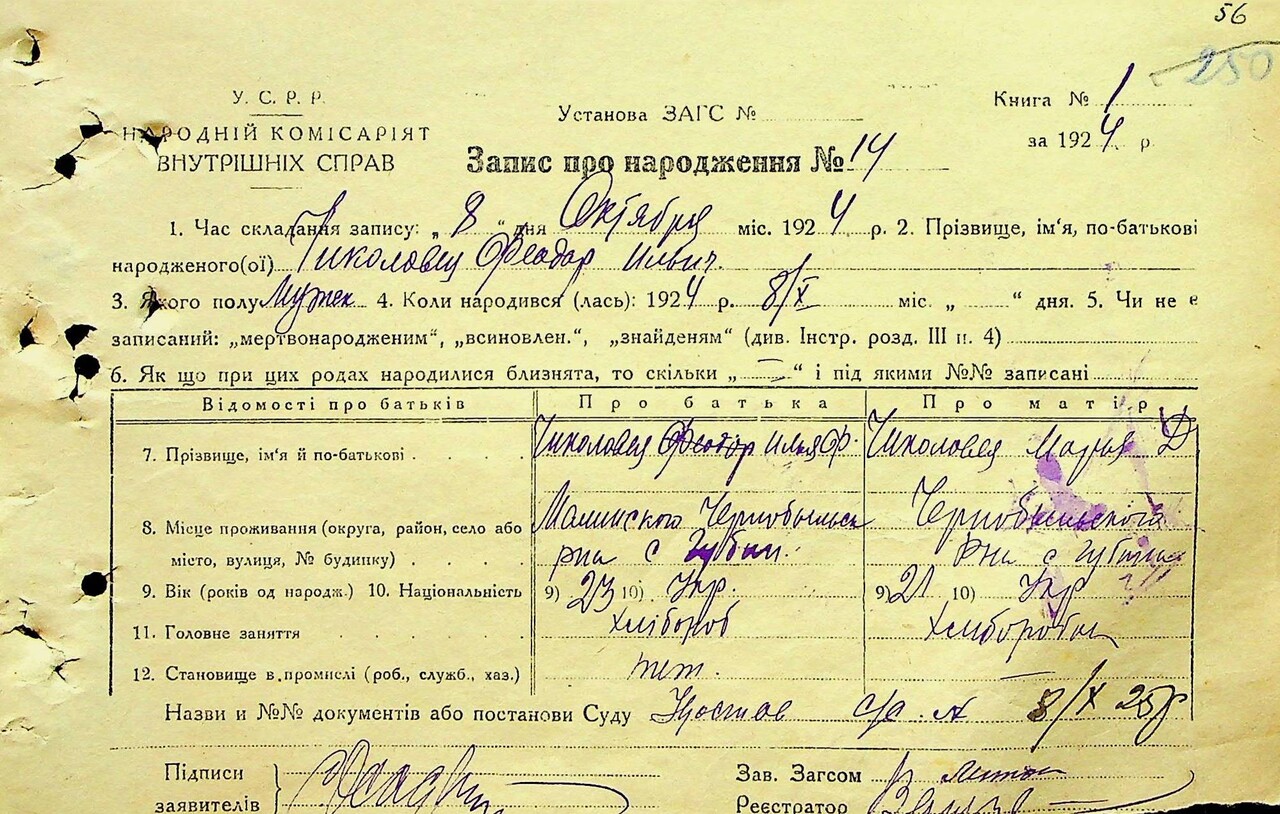 56
250
У. С. Р. Р.
НАРОДНІЙ КОМІСАРІЯТ
ВНУТРІШНІХ СПРАВ
Установа ЗАГС №
Книга № 1
за 1924 р.
Запис про народження № 14
1. Час складання запису: „ 8 “ дня Октября міс. 1924 р. 2. Прізвище, ім'я, по-батькові
народженого(ої) Феодор Ильич.
3. Якого полу Мужск 4. Коли народився (лась): 1924 р. 8/X міс. „ “ дня. 5. Чи не є
записаний: „мертвонародженим“, „всиновлен.“, „знайденям“ (див. Інстр. розд. III п. 4)
6. Як що при цих родах народилися близнята, то скільки „ — “ і під якими №№ записані
Відомості про батьків Про батька Про матір
7. Прізвище, ім'я й по-батькові Мария Д
8. Місце проживання (округа, район, село або Чернобыльского
місто, вулиця, № будинку) рна с рна с
9. Вік (років од народж.) 10. Національність 9) 23 10) Укр. 9) 21 10) Укр
11. Головне заняття Хлібороб
12. Становище в промислі (роб., служб., хаз.) —
Назви и №№ документів або постанови Суду 8/X 25 р
Підписи
заявителів
Зав. Загсом
Реєстратор